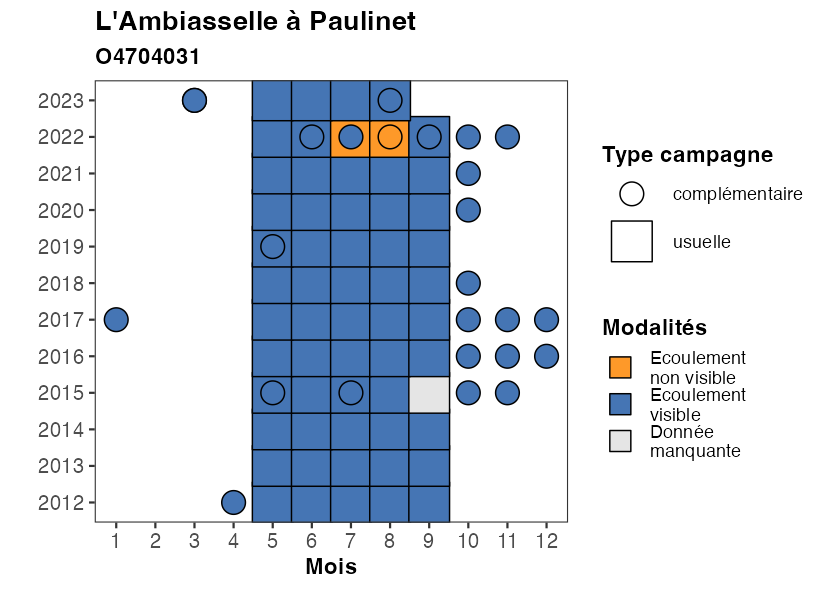 L'Ambiasselle à Paulinet
O4704031
2023
2022
2021
2020
2019
2018
2017
2016
2015
2014
2013
2012
1 2 3 4 5 6 7 8 9 10 11 12
Mois
Type campagne
complémentaire
usuelle
Modalités
Ecoulement
non visible
Ecoulement
visible
Donnée
manquante